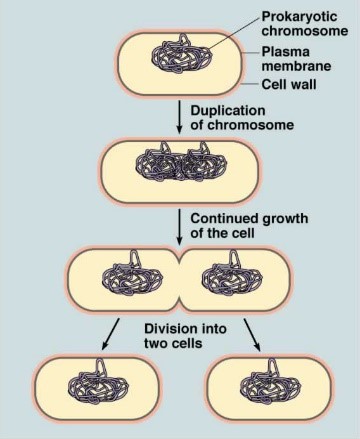 Prokaryotic
chromosome
Plasma
membrane
Cell wall
Duplication
of chromosome
Continued growth
of the cell
Division into
two cells